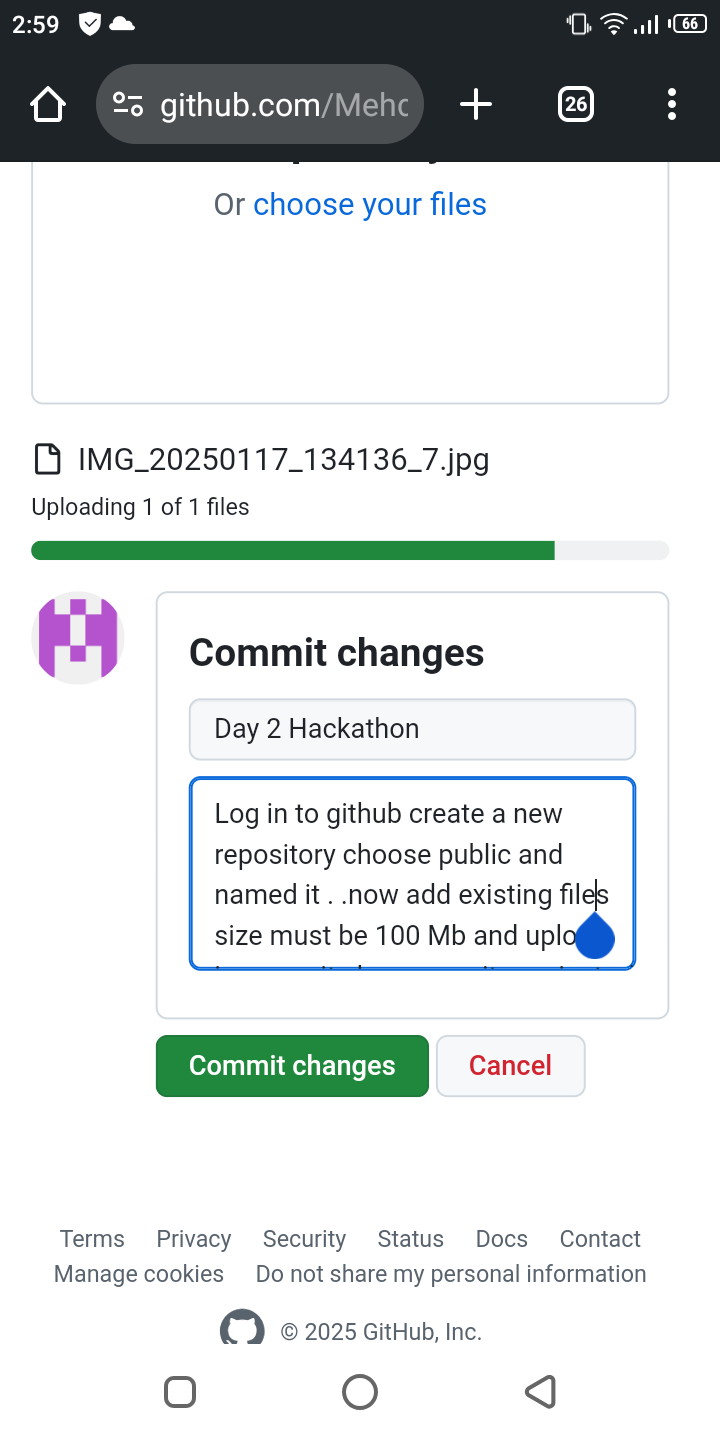 2:59
66
github.com/Meho
26
Or choose your files
IMG_20250117_134136_7.jpg
Uploading 1 of 1 files
Commit changes
Day 2 Hackathon
Log in to github create a new
repository choose public and
named it . .now add existing files
size must be 100 Mb and uplo
Commit changes
Cancel
Terms Privacy Security Status Docs Contact
Manage cookies Do not share my personal information
© 2025 GitHub, Inc.